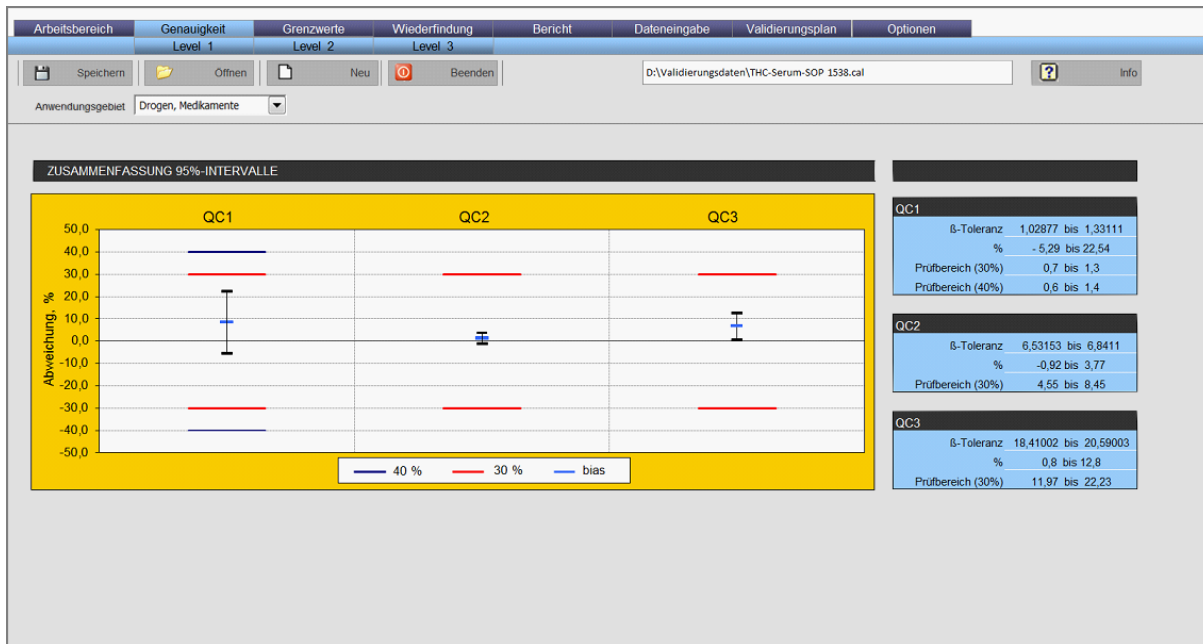 Arbeitsbereich Genauigkeit Grenzwerte Wiederfindung Bericht Dateneingabe Validierungsplan Optionen
Level 1 Level 2 Level 3
Speichern Öffnen Neu Beenden D:\Validierungsdaten\THC-Serum-SOP 1538.cal ? Info
Anwendungsgebiet Drogen, Medikamente
ZUSAMMENFASSUNG 95%-INTERVALLE
QC1 QC2 QC3
Abweichung. %
50,0
40,0
30,0
20,0
10,0
0,0
-10,0
-20,0
-30,0
-40,0
-50,0
40 % 30 % bias
QC1
ß-Toleranz 1,02877 bis 1,33111
% - 5,29 bis 22,54
Prüfbereich (30%) 0,7 bis 1,3
Prüfbereich (40%) 0,6 bis 1,4
QC2
ß-Toleranz 6,53153 bis 6,8411
% -0,92 bis 3,77
Prüfbereich (30%) 4,55 bis 8,45
QC3
ß-Toleranz 18,41002 bis 20,59003
% 0,8 bis 12,8
Prüfbereich (30%) 11,97 bis 22,23